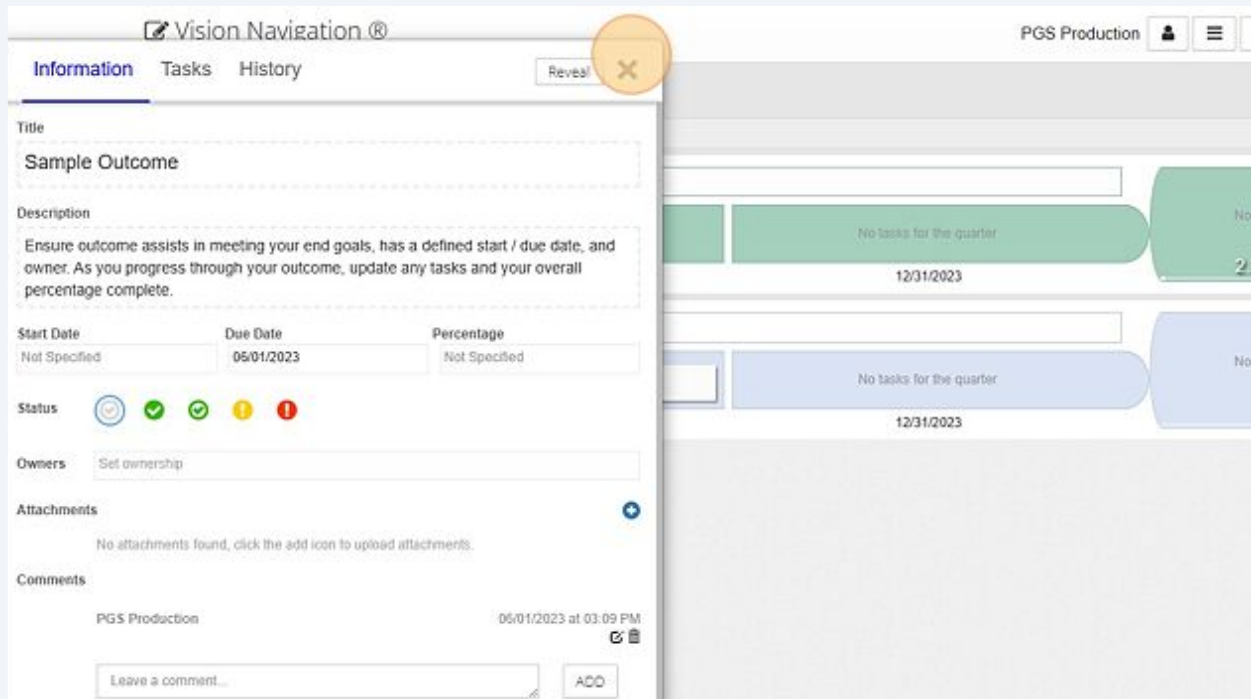 Vision Navigation ®
PGS Production
Information Tasks History
Reveal
Title
Sample Outcome
Description
Ensure outcome assists in meeting your end goals, has a defined start / due date, and
owner. As you progress through your outcome, update any tasks and your overall
percentage complete.
Start Date Due Date Percentage
Not Specified 06/01/2023 Not Specified
Status
Owners Set ownership
Attachments
No attachments found, click the add icon to upload attachments.
Comments
PGS Production 06/01/2023 at 03:09 PM
Leave a comment... ADD
No tasks for the quarter No
2
12/31/2023
No tasks for the quarter No
12/31/2023